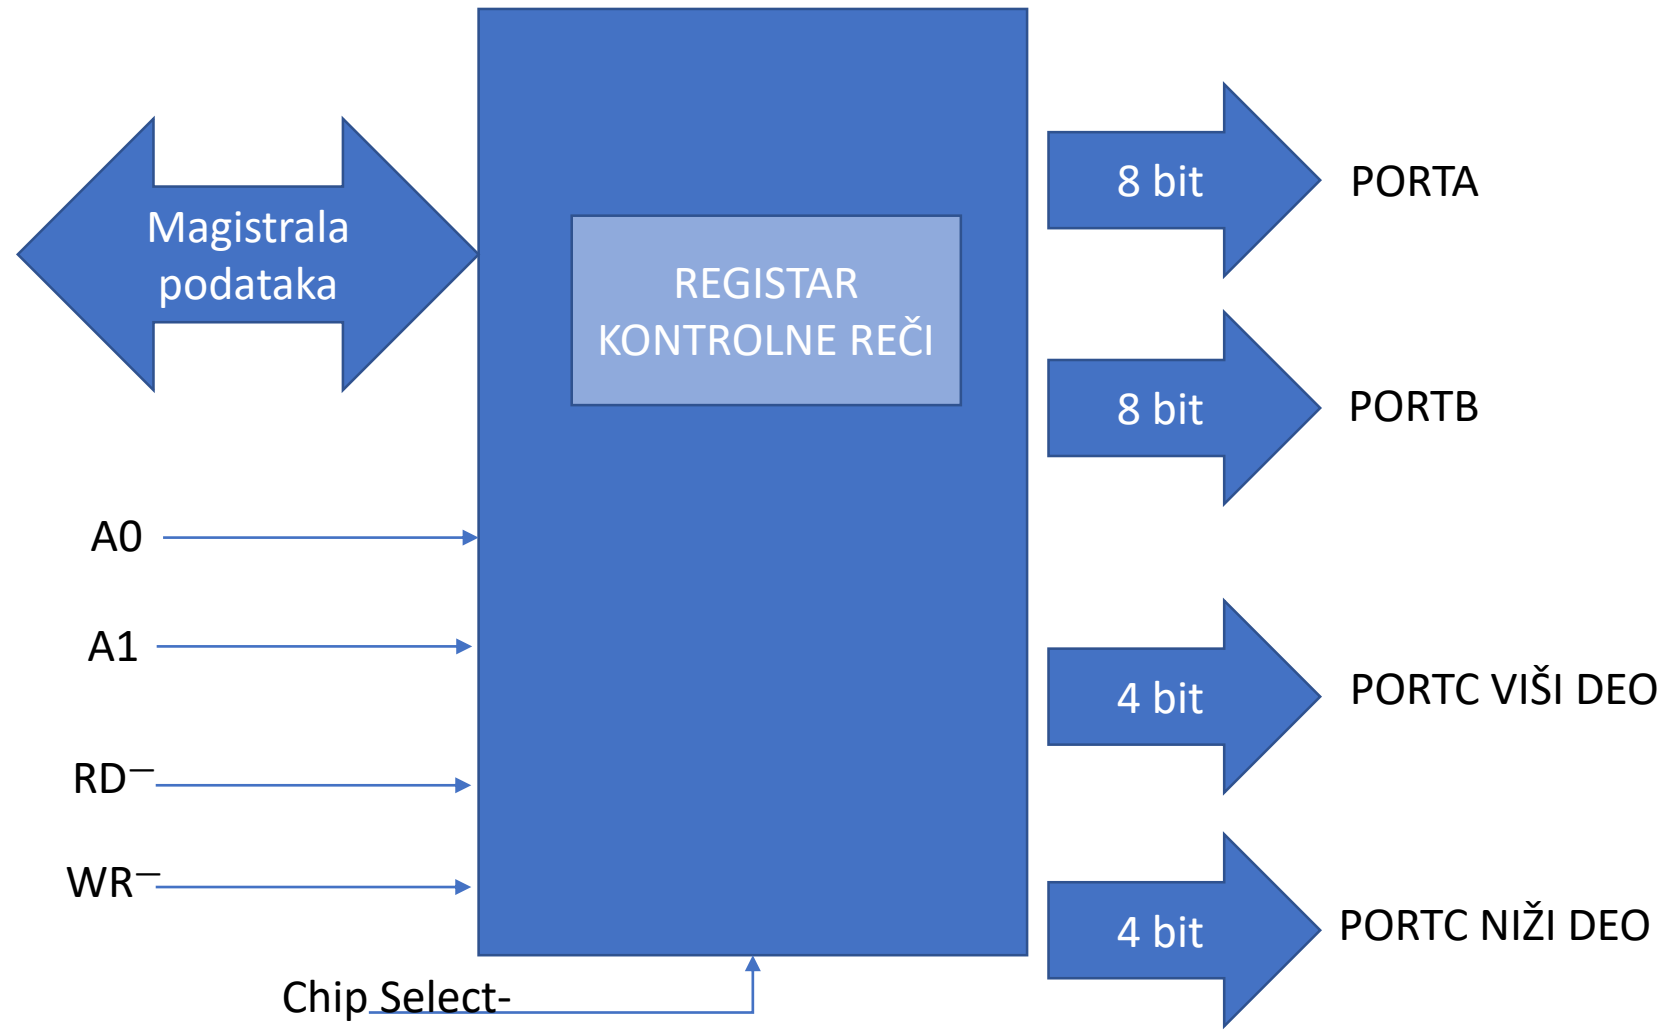 Magistrala
podataka
REGISTAR
KONTROLNE REČI
8 bit
PORTA
8 bit
PORTB
A0
A1
4 bit
PORTC VIŠI DEO
RD—
WR—
4 bit
PORTC NIŽI DEO
Chip Select-